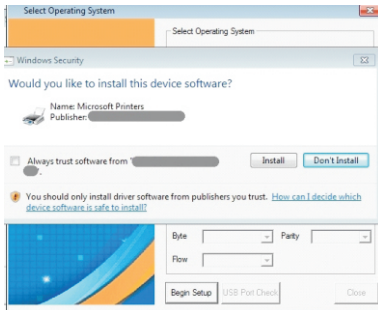 Select Operating System
Select Operating System
Windows Security
Would you like to install this device software?
Name: Microsoft Printers
Publisher:
Always trust software from "
".
Install
Don't Install
You should only install driver software from publishers you trust. How can I decide which
device software is safe to install?
Byte
Parity
Flow
Begin Setup
USB Port Check
Close